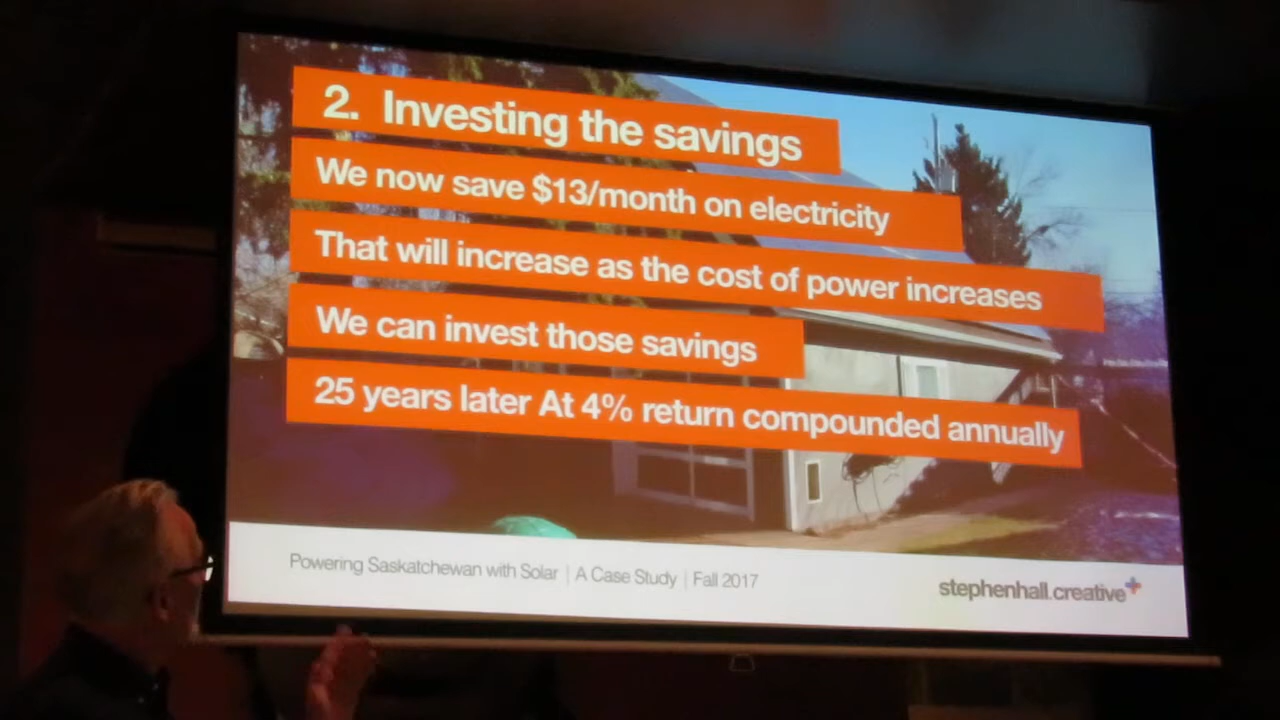 2. Investing the savings
We now save $13/month on electricity
That will increase as the cost of power increases
We can invest those savings
25 years later At 4% return compounded annually
Powering Saskatchewan with Solar | A Case Study | Fall 2017
stephenhall.creative+